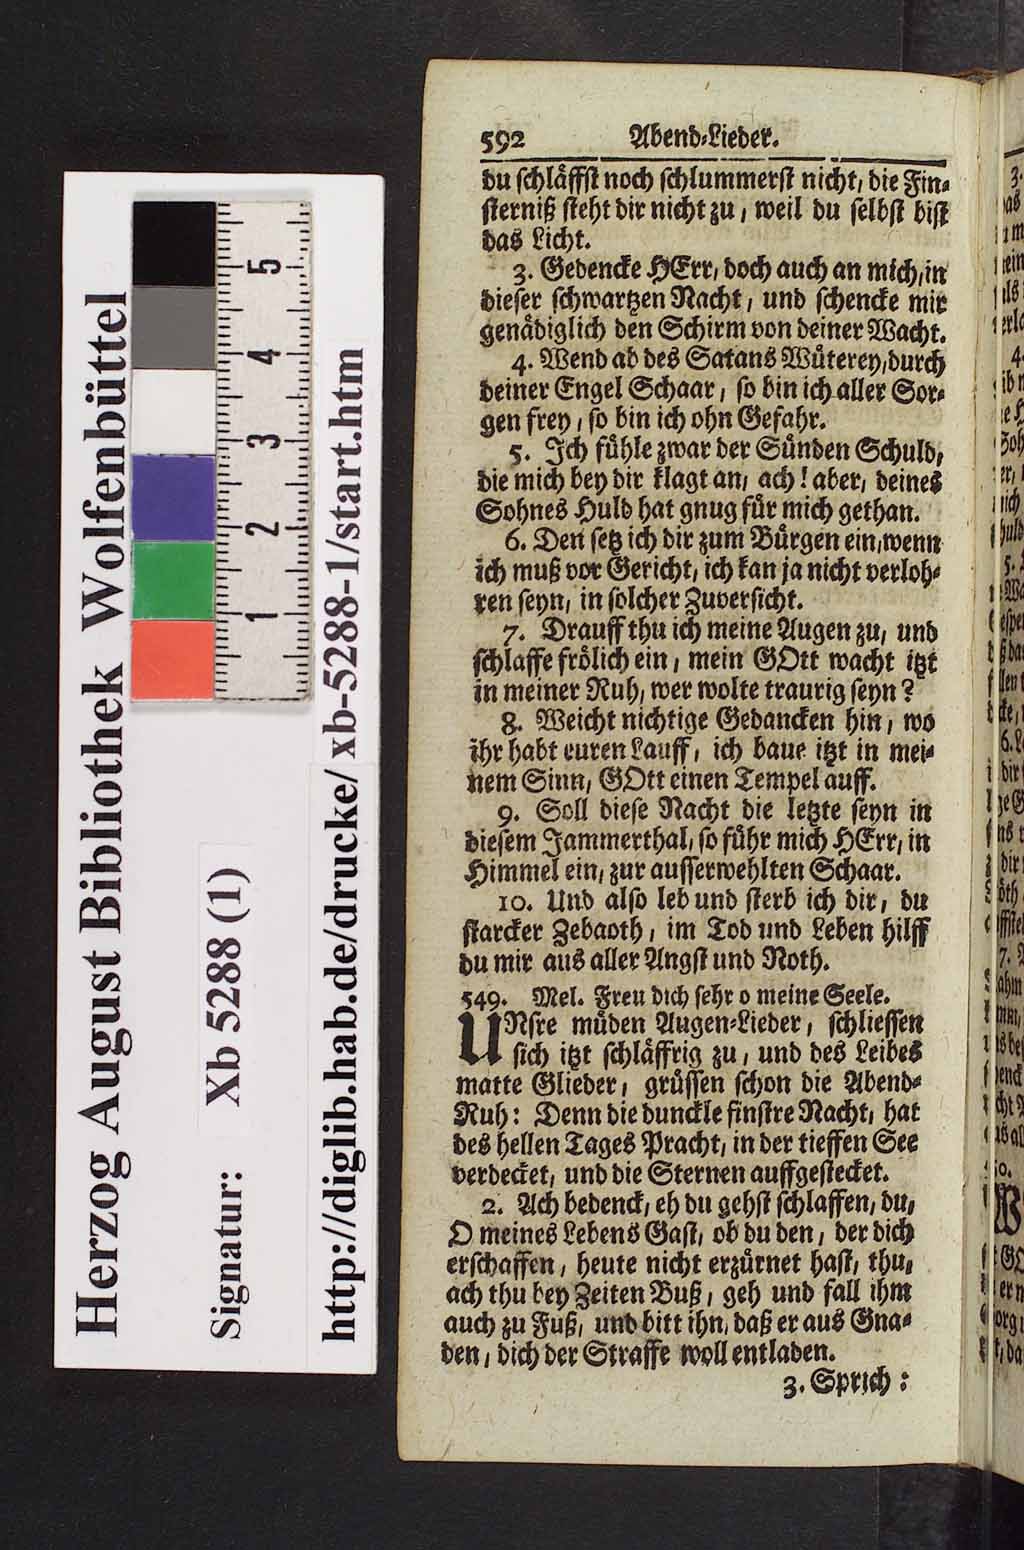 592 Abend-Lieder.
du schläffst noch schlummerst nicht, die Fin-
sterniß steht dir nicht zu, weil du selbst bist
das Licht.
3. Gedencke HErr, doch auch an mich, in
dieser schwartzen Nacht, und schencke mir
genädiglich den Schirm von deiner Wacht.
4. Wend ab des Satans Wüterey, durch
deiner Engel Schaar, so bin ich aller Sor-
gen frey, so bin ich ohn Gefahr.
5. Ich fühle zwar der Sünden Schuld,
die mich bey dir klagt an, ach! aber, deines
Sohnes Huld hat gnug für mich gethan.
6. Den setz ich dir zum Bürgen ein, wenn
ich muß vor Gericht, ich kan ja nicht verloh-
ren seyn, in solcher Zuversicht.
7. Drauff thu ich meine Augen zu, und
schlaffe frölich ein, mein GOtt wacht itzt
in meiner Ruh, wer wolte traurig seyn?
8. Weicht nichtige Gedancken hin, wo
ihr habt euren Lauff, ich baue itzt in mei-
nem Sinn, GOtt einen Tempel auff.
9. Soll diese Nacht die letzte seyn in
diesem Jammerthal, so führ mich HErr, in
Himmel ein, zur ausserwehlten Schaar.
10. Und also leb und sterb ich dir, du
starcker Zebaoth, im Tod und Leben hilff
du mir aus aller Angst und Noth.
549. Mel. Freu dich sehr o meine Seele.
UNsre müden Augen-Lieder, schliessen
sich itzt schläffrig zu, und des Leibes
matte Glieder, grüssen schon die Abend-
Ruh: Denn die dunckle finstre Nacht, hat
des hellen Tages Pracht, in der tieffen See
verdecket, und die Sternen auffgestecket.
2. Ach bedenck, eh du gehst schlaffen, du,
O meines Lebens Gast, ob du den, der dich
erschaffen, heute nicht erzürnet hast, thu,
ach thu bey Zeiten Buß, geh und fall ihm
auch zu Fuß, und bitt ihn, daß er aus Gna-
den, dich der Straffe woll entladen.
3. Sprich:
Herzog August Bibliothek Wolfenbüttel
Signatur: Xb 5288 (1)
http://diglib.hab.de/drucke/xb-5288-1/start.htm
1 2 3 4 5